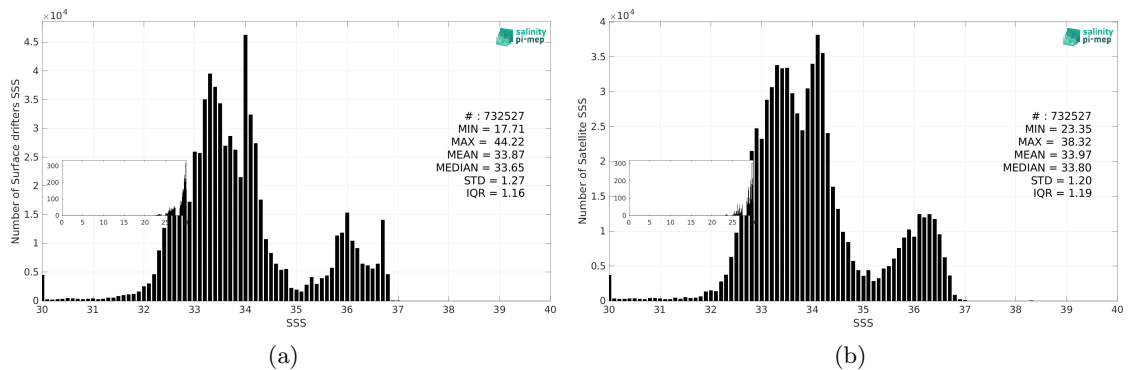 ×10⁴
4.5
4
3.5
3
2.5
2
1.5
1
0.5
0
Number of Surface drifters SSS
300
200
100
0
0 5 10 15 20 25
salinity
pi-mep
# : 732527
MIN = 17.71
MAX = 44.22
MEAN = 33.87
MEDIAN = 33.65
STD = 1.27
IQR = 1.16
30 31 32 33 34 35 36 37 38 39 40
SSS
(a)
×10⁴
4
3.5
3
2.5
2
1.5
1
0.5
0
Number of Satellite SSS
300
200
100
0
0 5 10 15 20 25
salinity
pi-mep
# : 732527
MIN = 23.35
MAX = 38.32
MEAN = 33.97
MEDIAN = 33.80
STD = 1.20
IQR = 1.19
30 31 32 33 34 35 36 37 38 39 40
SSS
(b)